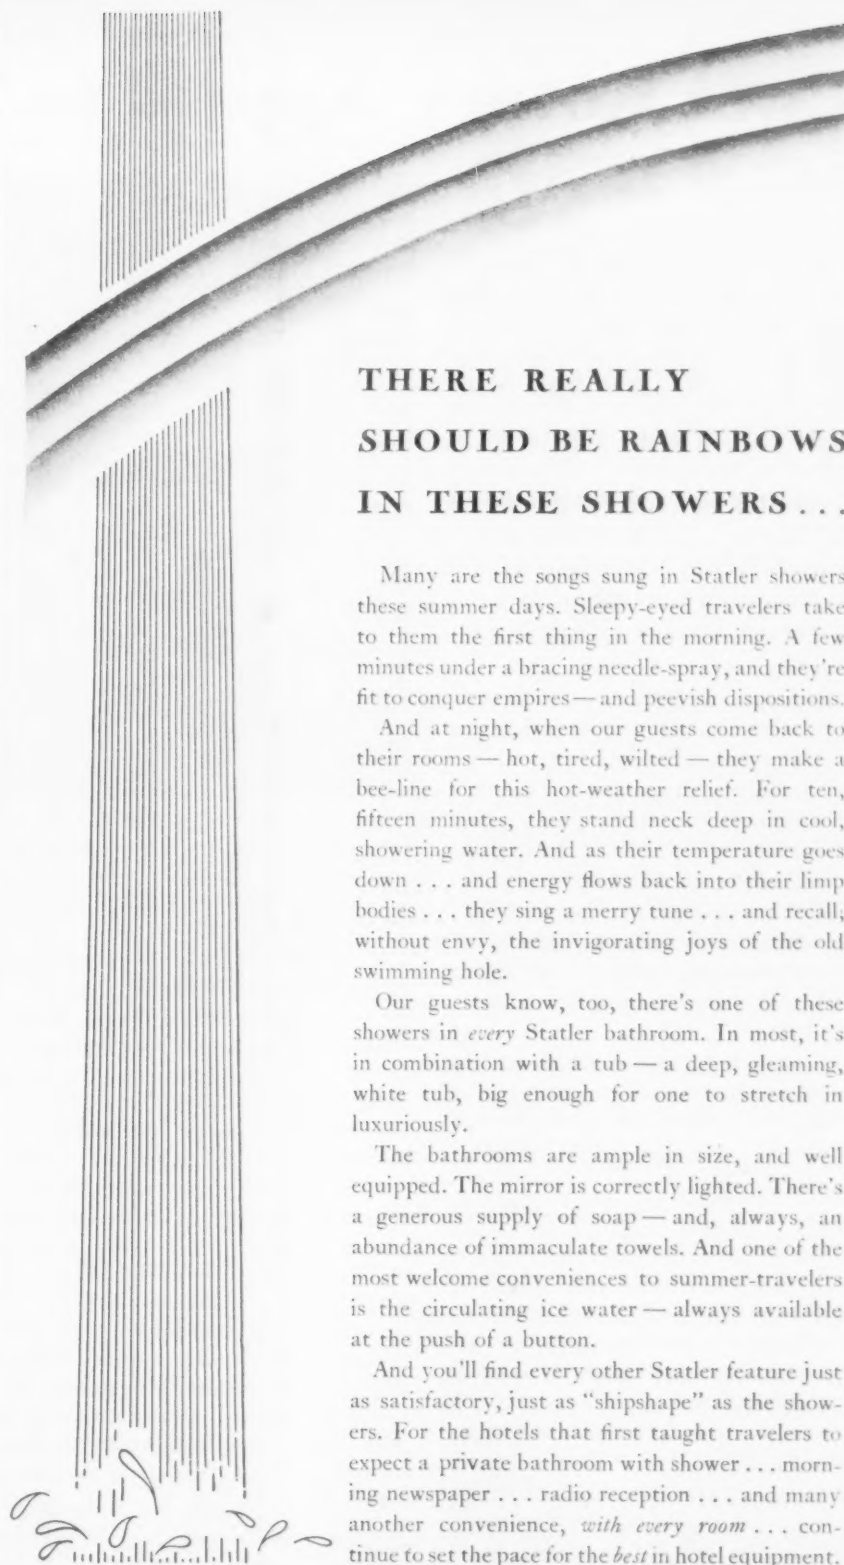 THERE REALLY
SHOULD BE RAINBOWS
IN THESE SHOWERS . . .
Many are the songs sung in Statler showers
these summer days. Sleepy-eyed travelers take
to them the first thing in the morning. A few
minutes under a bracing needle-spray, and they're
fit to conquer empires — and peevish dispositions.
And at night, when our guests come back to
their rooms — hot, tired, wilted — they make a
bee-line for this hot-weather relief. For ten,
fifteen minutes, they stand neck deep in cool,
showering water. And as their temperature goes
down . . . and energy flows back into their limp
bodies . . . they sing a merry tune . . . and recall,
without envy, the invigorating joys of the old
swimming hole.
Our guests know, too, there's one of these
showers in every Statler bathroom. In most, it's
in combination with a tub — a deep, gleaming,
white tub, big enough for one to stretch in
luxuriously.
The bathrooms are ample in size, and well
equipped. The mirror is correctly lighted. There's
a generous supply of soap — and, always, an
abundance of immaculate towels. And one of the
most welcome conveniences to summer-travelers
is the circulating ice water — always available
at the push of a button.
And you'll find every other Statler feature just
as satisfactory, just as "shipshape" as the show-
ers. For the hotels that first taught travelers to
expect a private bathroom with shower . . . morn-
ing newspaper . . . radio reception . . . and many
another convenience, with every room . . . con-
tinue to set the pace for the best in hotel equipment.